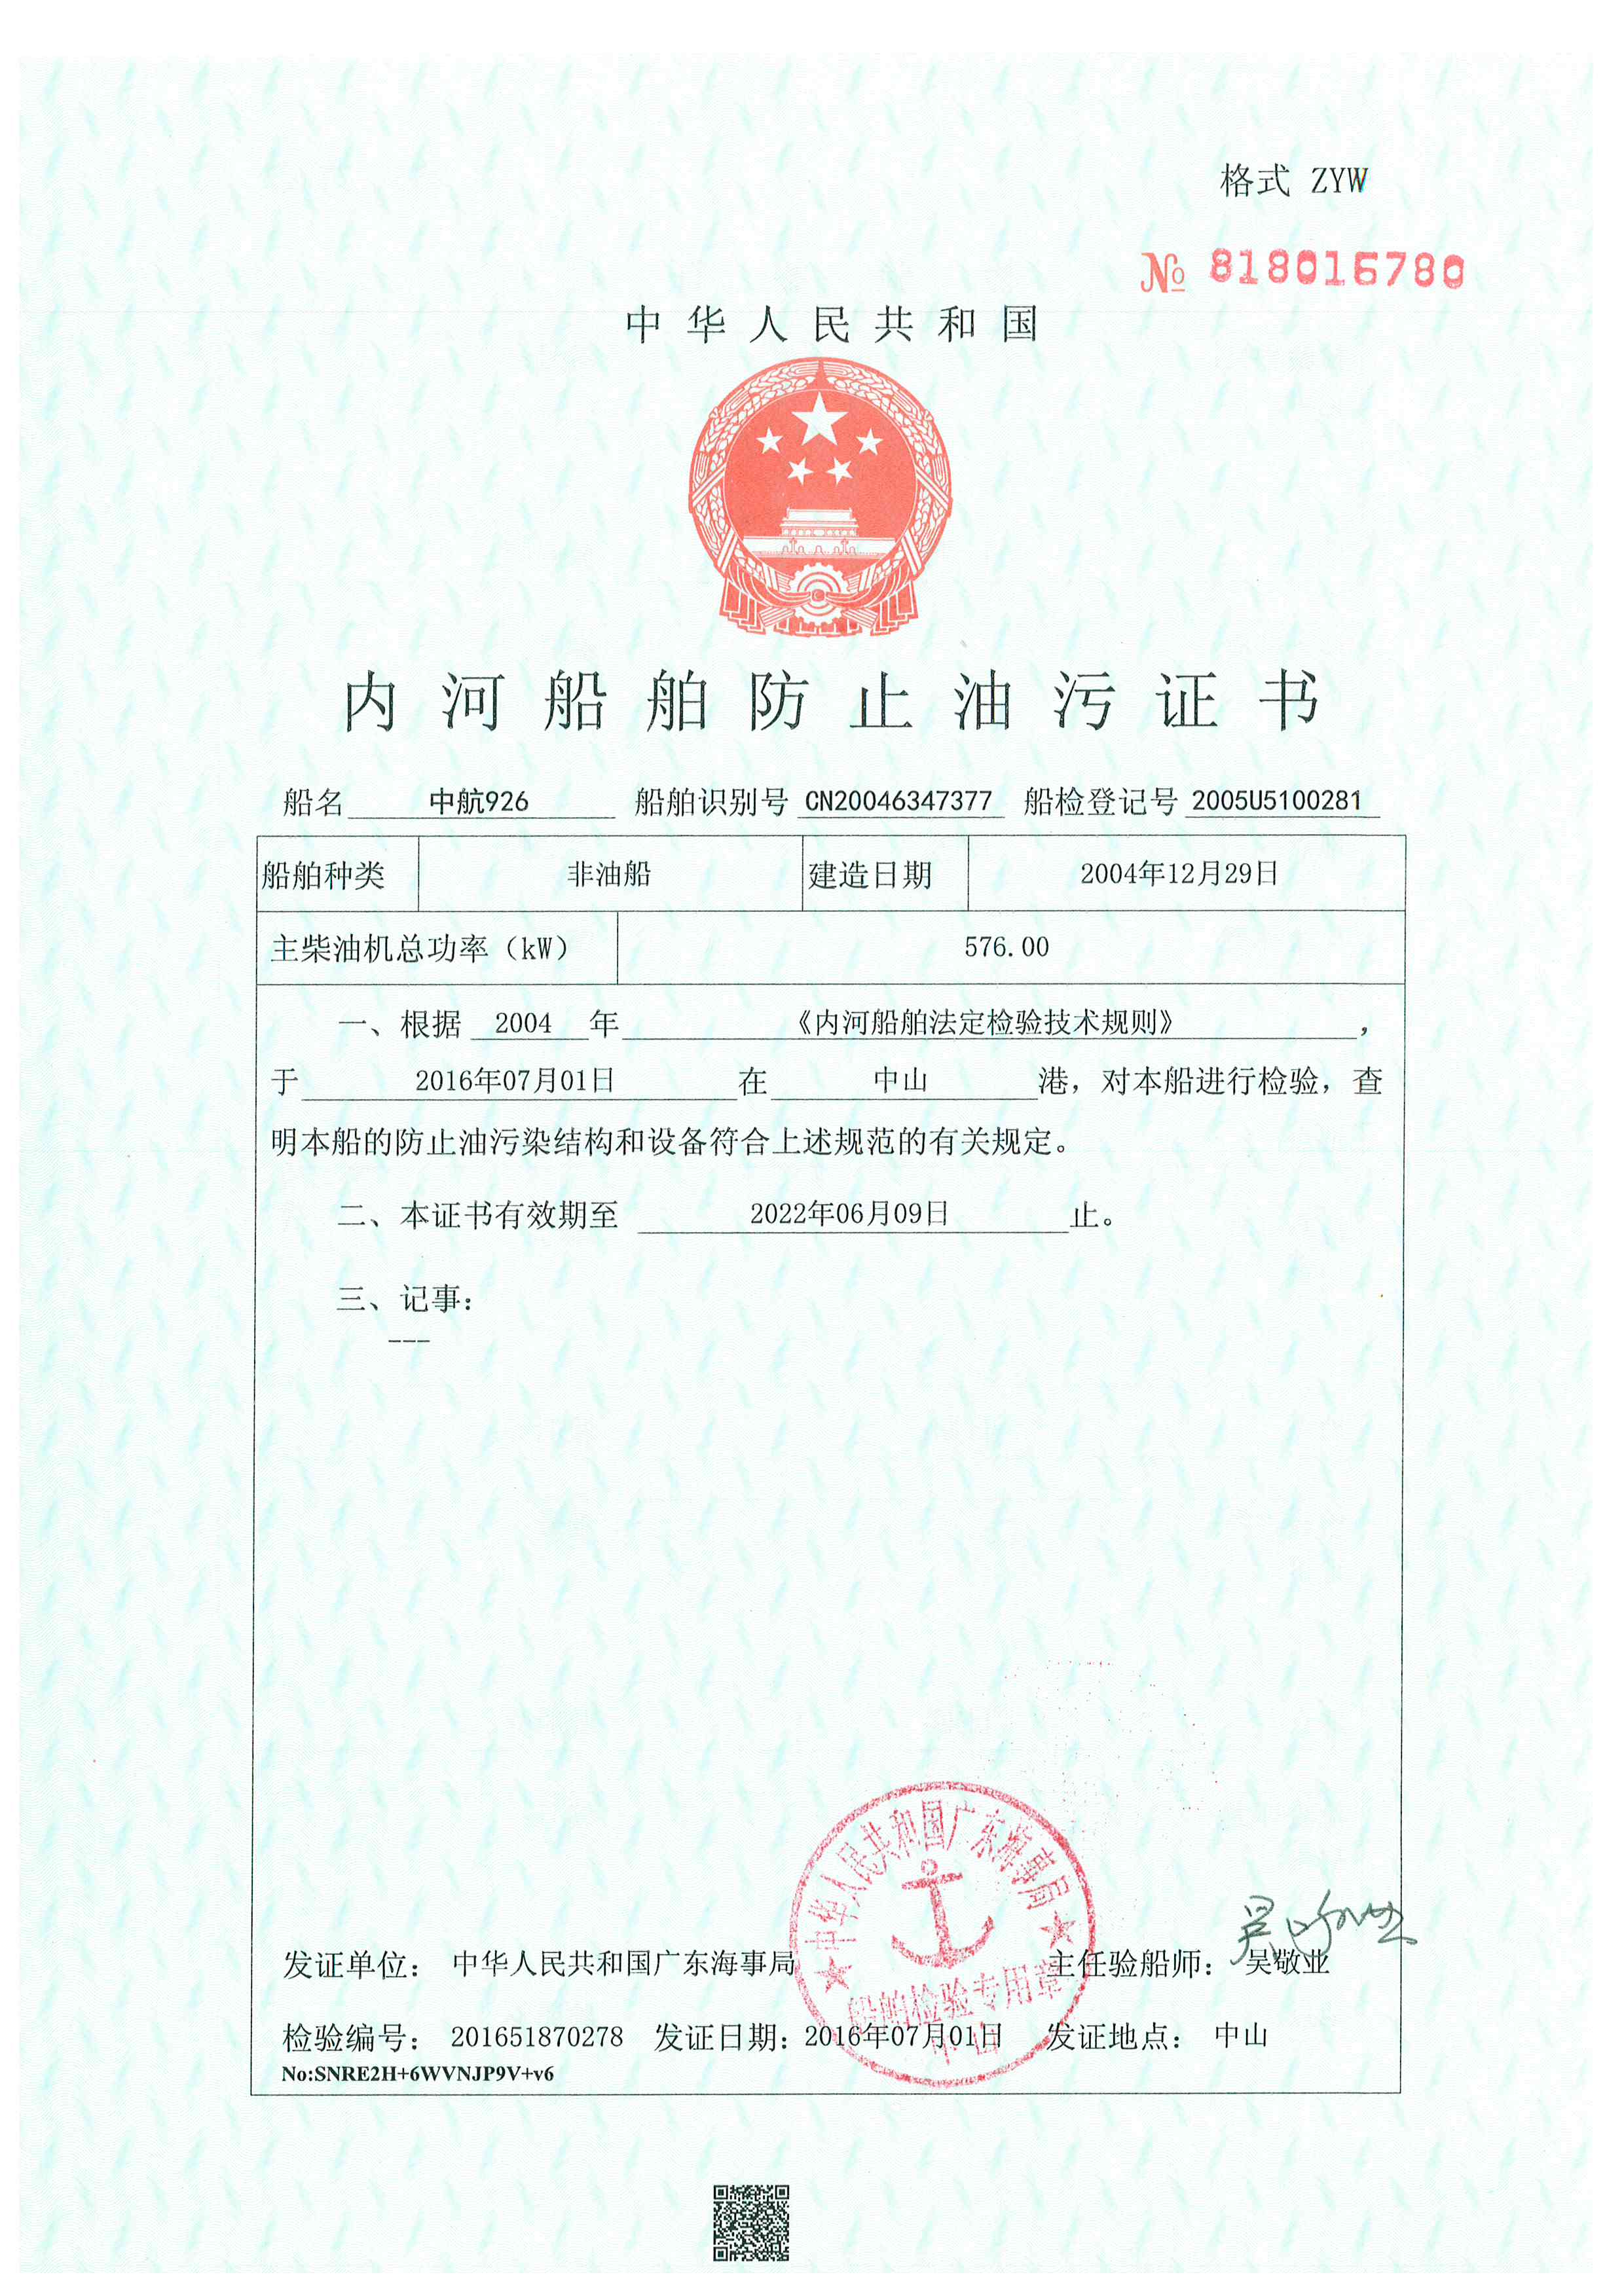 格式 ZYW
№ 818016780
中华人民共和国
内河船舶防止油污证书
船名 中航926 船舶识别号 CN20046347377 船检登记号 2005U5100281
船舶种类 非油船 建造日期 2004年12月29日
主柴油机总功率（kW） 576.00
一、根据 2004 年 《内河船舶法定检验技术规则》 ，
于 2016年07月01日 在 中山 港，对本船进行检验，查
明本船的防止油污染结构和设备符合上述规范的有关规定。
二、本证书有效期至 2022年06月09日 止。
三、记事：
---
中华人民共和国广东海事局
船舶检验专用章
中山
吴敬业
发证单位： 中华人民共和国广东海事局 主任验船师： 吴敬业
检验编号： 201651870278 发证日期：2016年07月01日 发证地点： 中山
No:SNRE2H+6WVNJP9V+v6